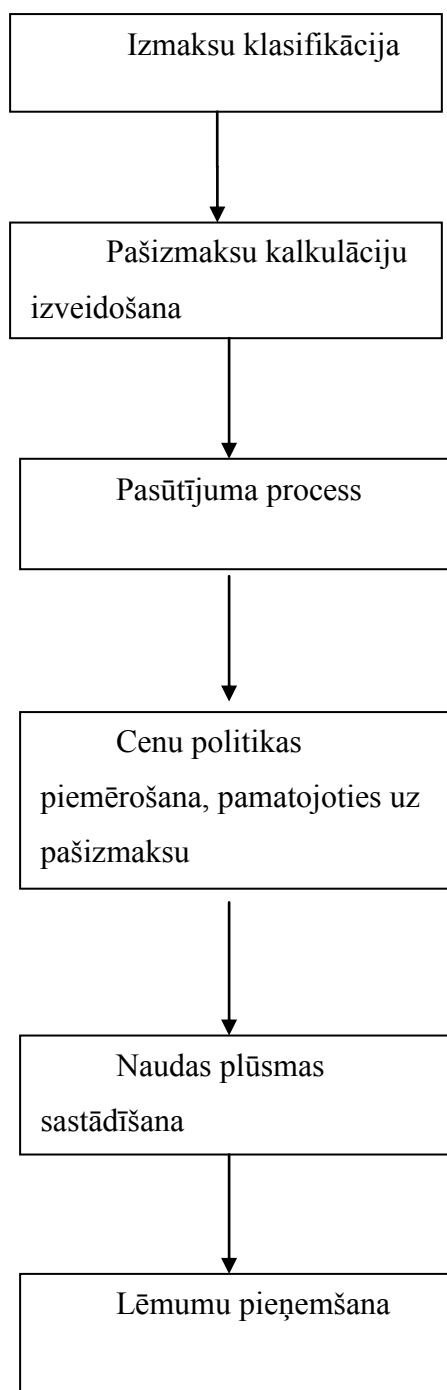 Izmaksu klasifikācija
Pašizmaksu kalkulāciju
izveidošana
Pasūtījuma process
Cenu politikas
piemērošana, pamatojoties uz
pašizmaksu
Naudas plūsmas
sastādīšana
Lēmumu pieņemšana